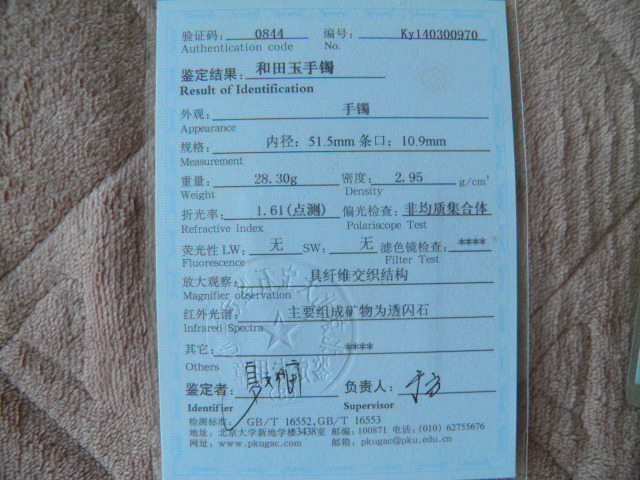 验证码: 0844 编号: Ky140300970
Authentication code No.
鉴定结果: 和田玉手镯
Result of Identification
外观: 手镯
Appearance
规格: 内径: 51.5mm 条口: 10.9mm
Measurement
重量: 28.30g 密度: 2.95 g/cm³
Weight Density
折光率: 1.61(点测) 偏光检查: 非均质集合体
Refractive Index Polariscope Test
荧光性 LW: 无 SW: 无 滤色镜检查: ****
Fluorescence Filter Test
放大观察: 具纤维交织结构
Magnifier observation
红外光谱: 主要组成矿物为透闪石
Infrared Spectra
其它: ****
Others
鉴定者: 负责人:
Identifier Supervisor
检测标准: GB/T 16552,GB/T 16553
地址: 北京大学新地学楼3438室 邮编: 100871 电话: (010) 62755676
网址: www.pkugac.com 邮箱: pkugac@pku.edu.cn